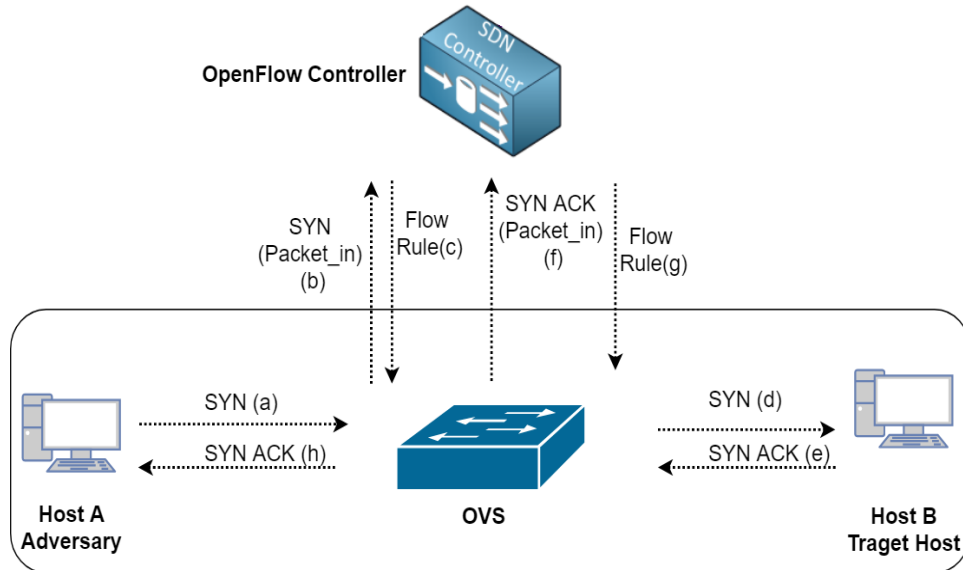 SDN
Controller
OpenFlow Controller
SYN
(Packet_in)
(b)
Flow
Rule(c)
SYN ACK
(Packet_in)
(f)
Flow
Rule(g)
SYN (a)
SYN ACK (h)
SYN (d)
SYN ACK (e)
Host A
Adversary
OVS
Host B
Traget Host